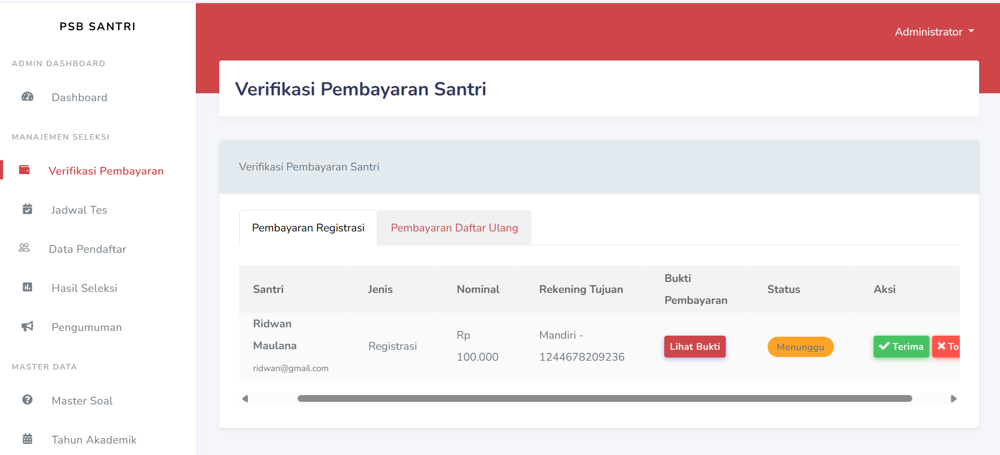 PSB SANTRI
Administrator
ADMIN DASHBOARD
Dashboard
MANAJEMEN SELEKSI
Verifikasi Pembayaran
Jadwal Tes
Data Pendaftar
Hasil Seleksi
Pengumuman
MASTER DATA
Master Soal
Tahun Akademik
Verifikasi Pembayaran Santri
Verifikasi Pembayaran Santri
Pembayaran Registrasi
Pembayaran Daftar Ulang
Santri
Jenis
Nominal
Rekening Tujuan
Bukti
Pembayaran
Status
Aksi
Ridwan
Maulana
ridwan@gmail.com
Registrasi
Rp
100.000
Mandiri -
1244678209236
Lihat Bukti
Menunggu
Terima
To